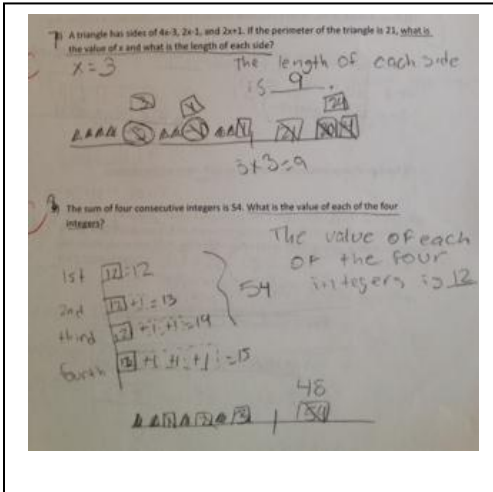 7) A triangle has sides of 4x-3, 2x-1, and 2x+1. If the perimeter of the triangle is 21, what is
the value of x and what is the length of each side?
x=3
The length of each side
is 9.
3x3=9
The sum of four consecutive integers is 54. What is the value of each of the four
integers?
The value of each
of the four
integers is 12
1st 12=12
2nd 12+1=13
third 12+1+1=14
fourth 12+1+1+1=15
54
48
54